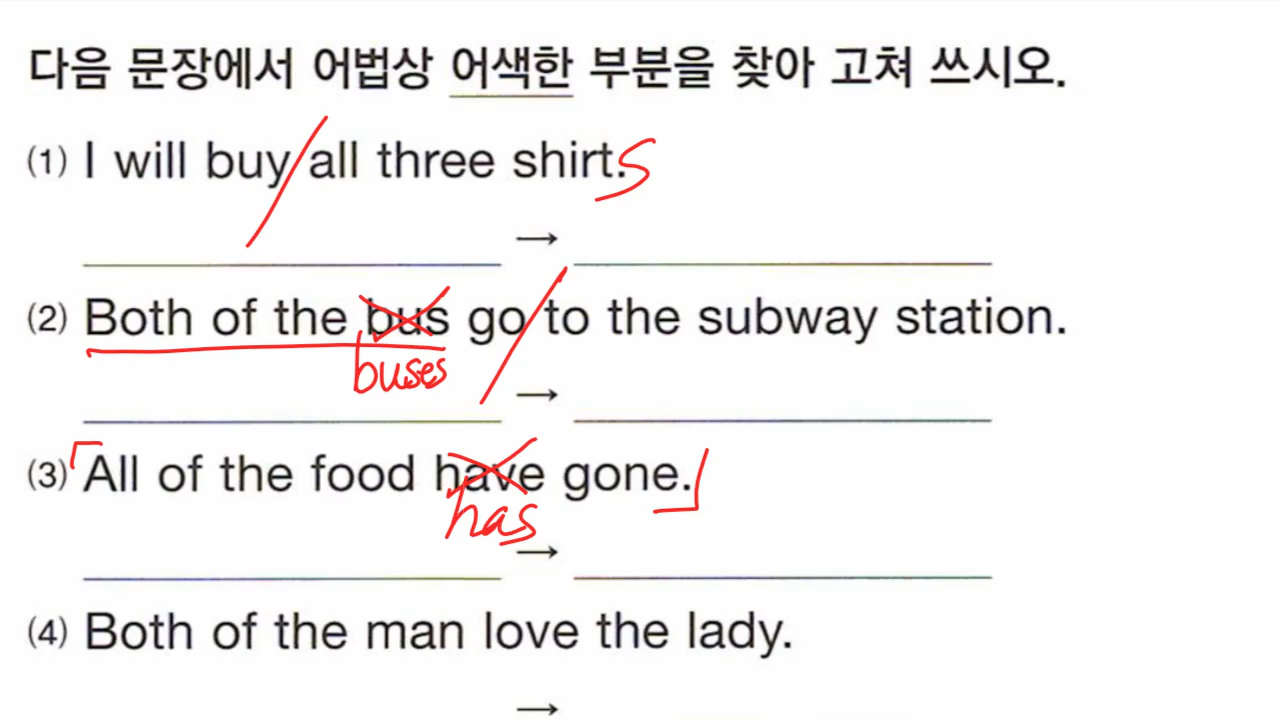 다음 문장에서 어법상 어색한 부분을 찾아 고쳐 쓰시오.
(1) I will buy all three shirt.s
→
(2) Both of the bus go to the subway station.
buses
→
(3) All of the food have gone.
has
→
(4) Both of the man love the lady.
→